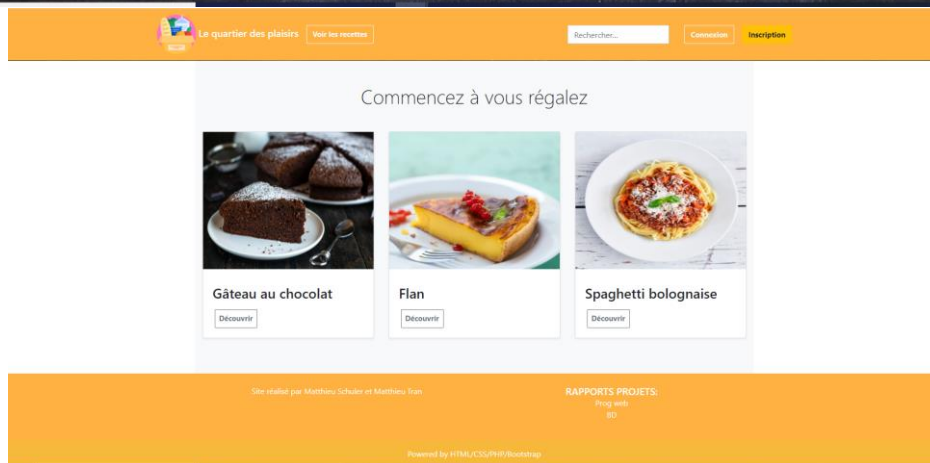 Le quartier des plaisirs Voir les recettes Rechercher... Connexion Inscription
Commencez à vous régalez
Gâteau au chocolat Flan Spaghetti bolognaise
Découvrir Découvrir Découvrir
Site réalisé par Matthieu Schuler et Matthieu Tran RAPPORTS PROJETS:
Prog web
BD
Powered by HTML/CSS/PHP/Bootstrap